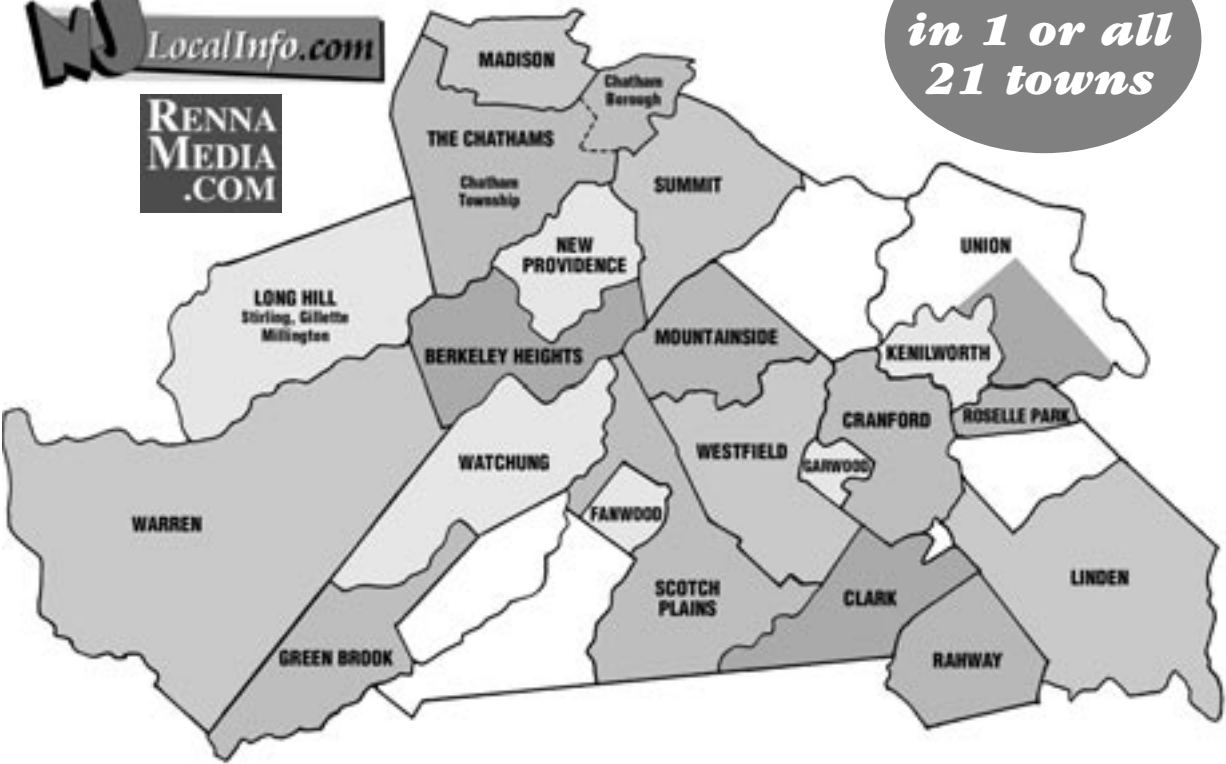 NJ LocalInfo.com
RENNA
MEDIA
.COM
in 1 or all
21 towns
MADISON
Chatham
Borough
THE CHATHAMS
Chatham
Township
SUMMIT
NEW
PROVIDENCE
UNION
LONG HILL
Stirling, Gillette
Millington
BERKELEY HEIGHTS
MOUNTAINSIDE
KENILWORTH
CRANFORD
ROSELLE PARK
WATCHUNG
WESTFIELD
GARWOOD
WARREN
FANWOOD
SCOTCH
PLAINS
CLARK
LINDEN
GREEN BROOK
RAHWAY